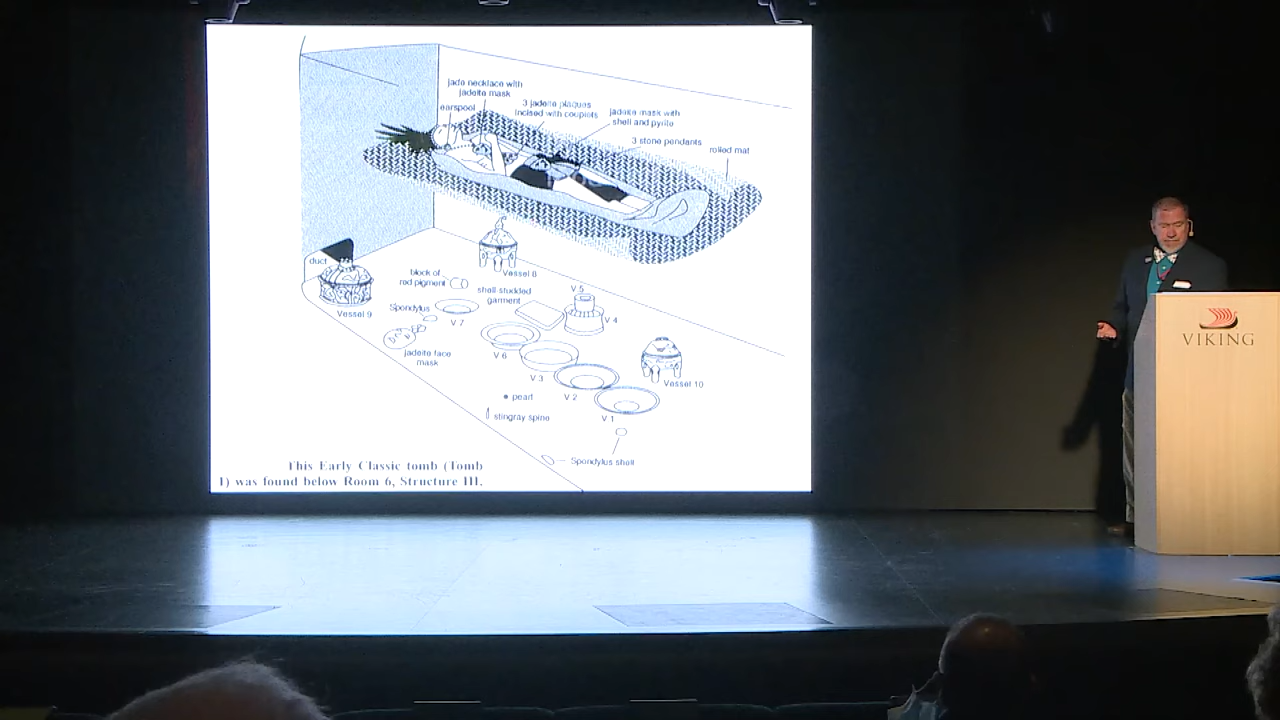 jade necklace with
jadeite mask
earspool
3 jadeite plaques
incised with couplets
jadeite mask with
shell and pyrite
3 stone pendants
rolled mat
duct
Vessel 9
block of
red pigment
Vessel 8
shell studded
garment
V 5
V 4
Spondylus
V 7
jadeite face
mask
V 6
V 3
V 2
V 1
Vessel 10
pearl
stingray spine
Spondylus shell
This Early Classic tomb (Tomb
1) was found below Room 6, Structure III.
VIKING